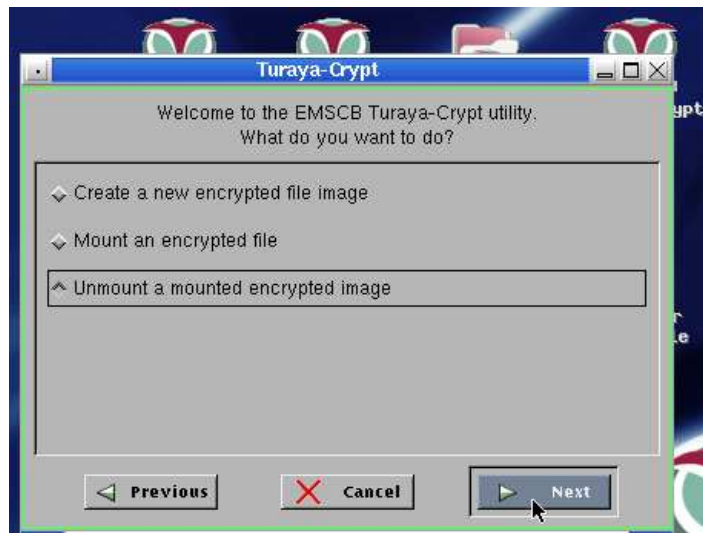 Turaya-Crypt
Welcome to the EMSCB Turaya-Crypt utility.
What do you want to do?
Create a new encrypted file image
Mount an encrypted file
Unmount a mounted encrypted image
Previous
Cancel
Next